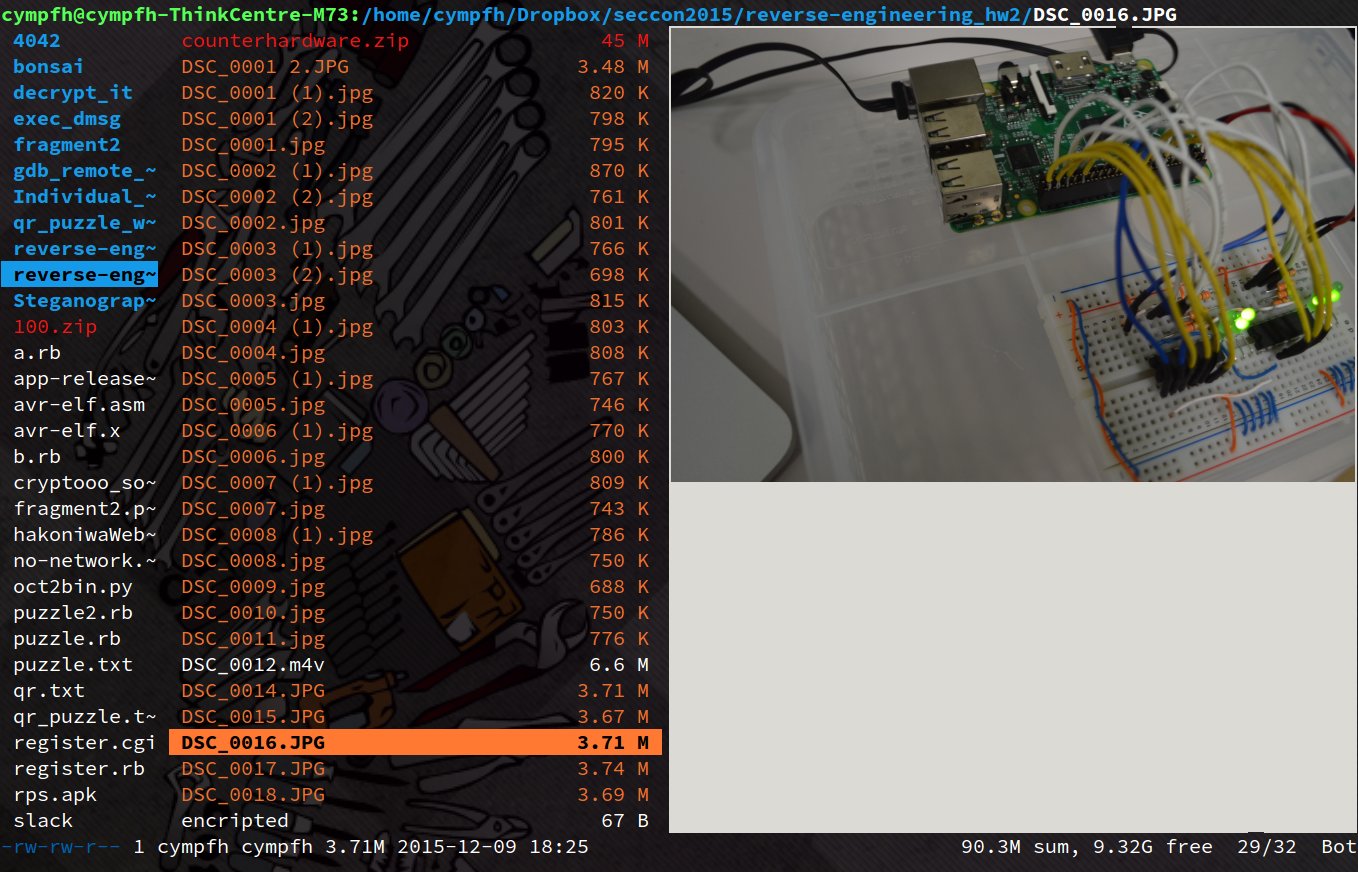 cympfh@cympfh-ThinkCentre-M73:/home/cympfh/Dropbox/seccon2015/reverse-engineering_hw2/DSC_0016.JPG
4042 counterhardware.zip 45 M
bonsai DSC_0001 2.JPG 3.48 M
decrypt_it DSC_0001 (1).jpg 820 K
exec_dmsg DSC_0001 (2).jpg 798 K
fragment2 DSC_0001.jpg 795 K
gdb_remote_~ DSC_0002 (1).jpg 870 K
Individual_~ DSC_0002 (2).jpg 761 K
qr_puzzle_w~ DSC_0002.jpg 801 K
reverse-eng~ DSC_0003 (1).jpg 766 K
reverse-eng~ DSC_0003 (2).jpg 698 K
Steganograp~ DSC_0003.jpg 815 K
100.zip DSC_0004 (1).jpg 803 K
a.rb DSC_0004.jpg 808 K
app-release~ DSC_0005 (1).jpg 767 K
avr-elf.asm DSC_0005.jpg 746 K
avr-elf.x DSC_0006 (1).jpg 770 K
b.rb DSC_0006.jpg 800 K
cryptooo_so~ DSC_0007 (1).jpg 809 K
fragment2.p~ DSC_0007.jpg 743 K
hakoniwaWeb~ DSC_0008 (1).jpg 786 K
no-network.~ DSC_0008.jpg 750 K
oct2bin.py DSC_0009.jpg 688 K
puzzle2.rb DSC_0010.jpg 750 K
puzzle.rb DSC_0011.jpg 776 K
puzzle.txt DSC_0012.m4v 6.6 M
qr.txt DSC_0014.JPG 3.71 M
qr_puzzle.t~ DSC_0015.JPG 3.67 M
register.cgi DSC_0016.JPG 3.71 M
register.rb DSC_0017.JPG 3.74 M
rps.apk DSC_0018.JPG 3.69 M
slack encripted 67 B
-rw-rw-r-- 1 cympfh cympfh 3.71M 2015-12-09 18:25 90.3M sum, 9.32G free 29/32 Bot